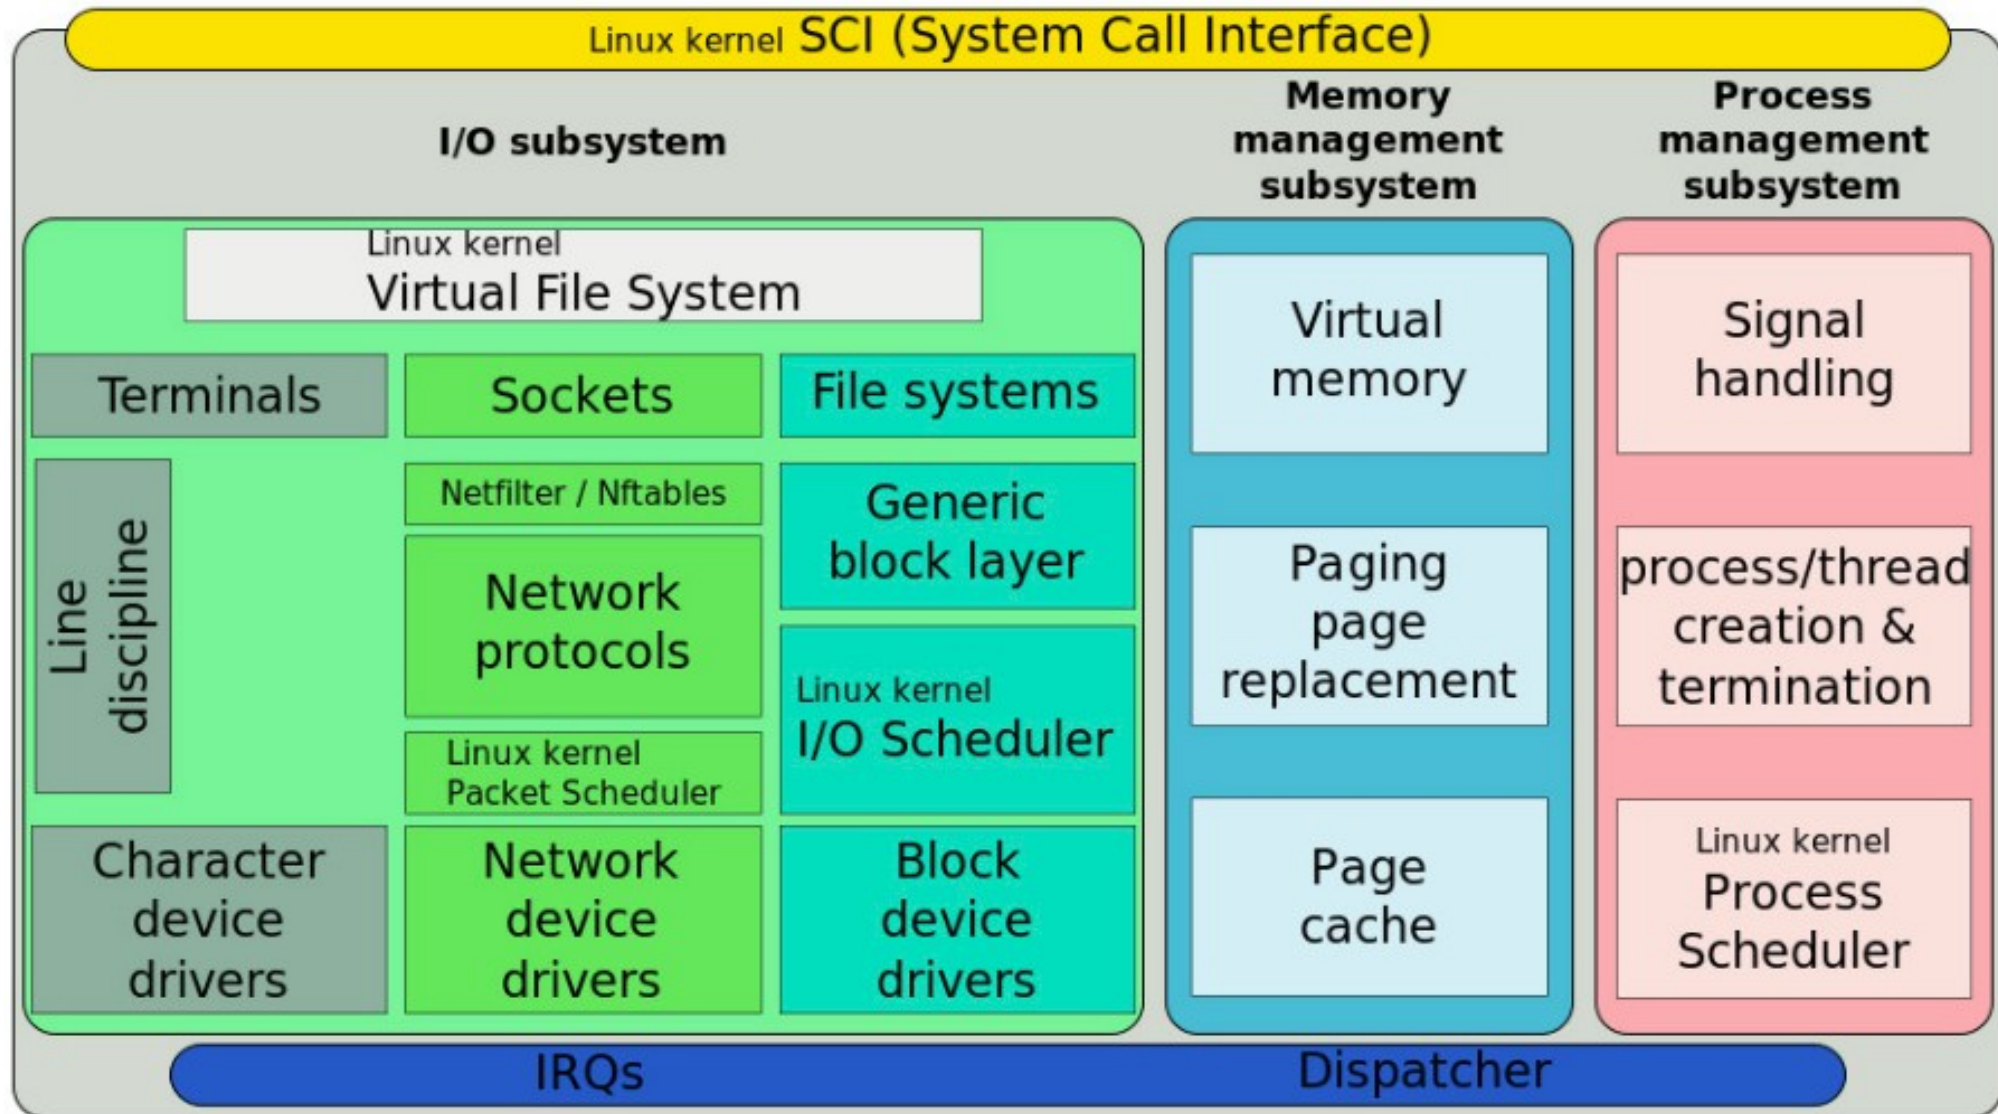 Linux kernel SCI (System Call Interface)
I/O subsystem
Memory
management
subsystem
Process
management
subsystem
Linux kernel
Virtual File System
Terminals
Sockets
File systems
Line
discipline
Netfilter / Nftables
Network
protocols
Linux kernel
Packet Scheduler
Generic
block layer
Linux kernel
I/O Scheduler
Character
device
drivers
Network
device
drivers
Block
device
drivers
Virtual
memory
Paging
page
replacement
Page
cache
Signal
handling
process/thread
creation &
termination
Linux kernel
Process
Scheduler
IRQs
Dispatcher